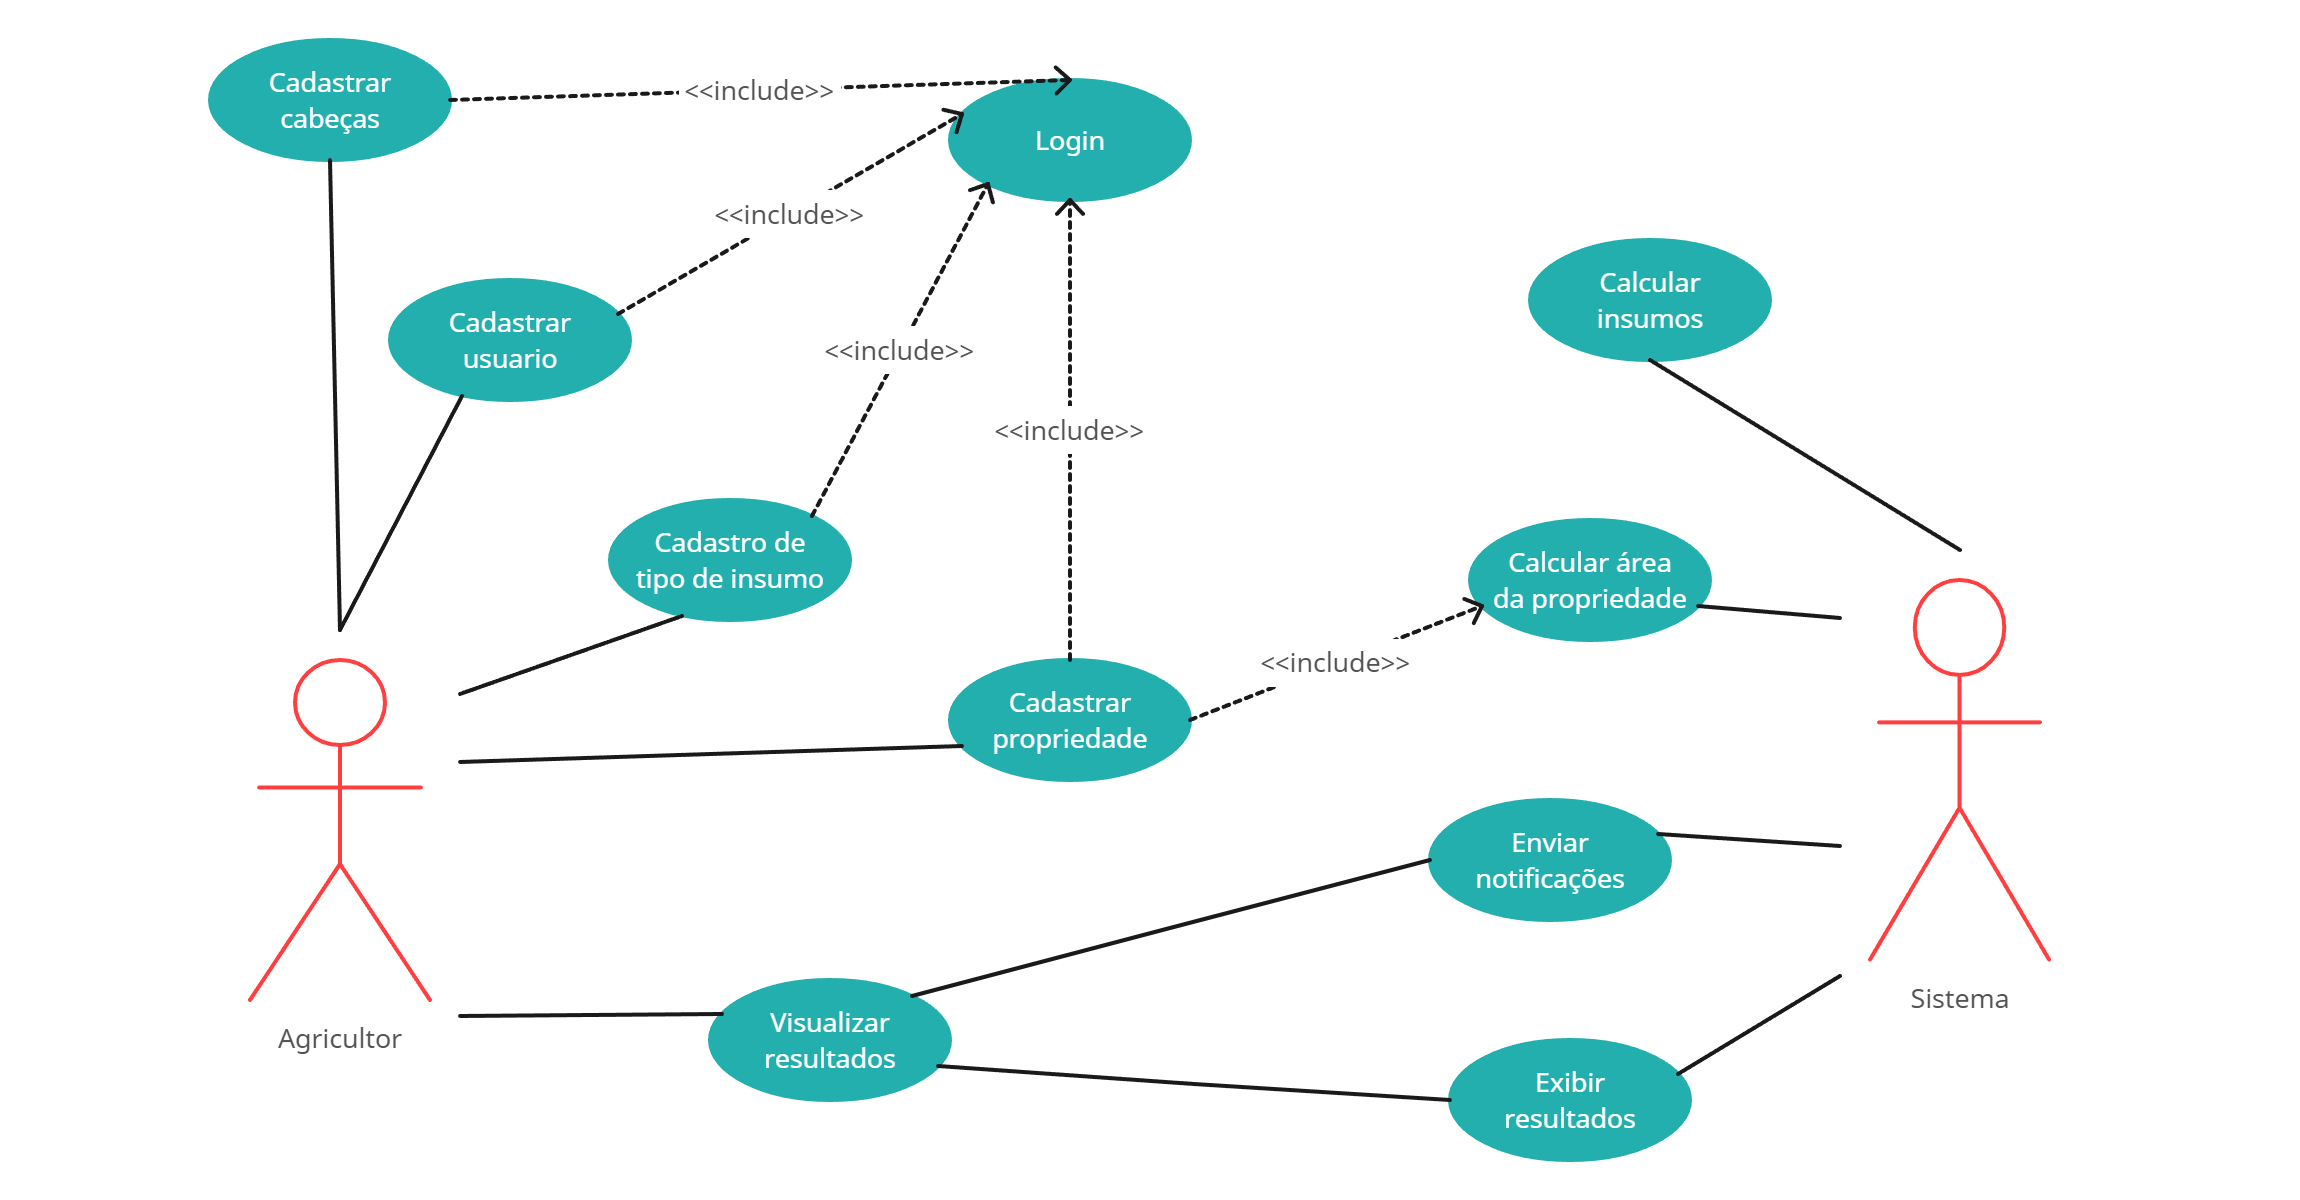 Cadastrar
cabeças
<<include>>
Login
<<include>>
Cadastrar
usuario
<<include>>
<<include>>
Calcular
insumos
Cadastro de
tipo de insumo
Calcular área
da propriedade
<<include>>
Cadastrar
propriedade
Enviar
notificações
Sistema
Agricultor
Visualizar
resultados
Exibir
resultados